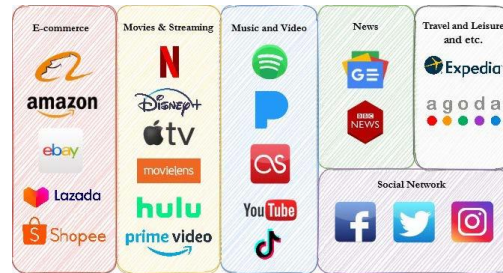 E-commerce
amazon
ebay
Lazada
Shopee
Movies & Streaming
N
Disney+
tv
movielens
hulu
prime video
Music and Video
YouTube
News
GE
BBC
NEWS
Travel and Leisure
and etc.
Expedia
agoda
Social Network